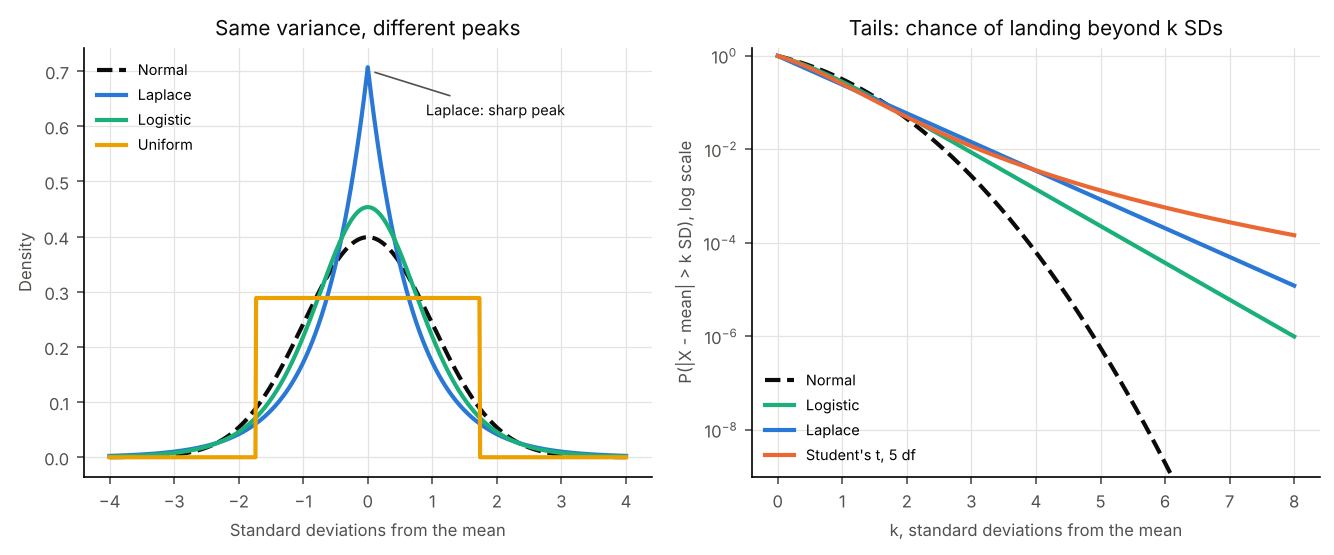 Same variance, different peaks
Normal
Laplace
Logistic
Uniform
Laplace: sharp peak
Density
0.7
0.6
0.5
0.4
0.3
0.2
0.1
0.0
−4 −3 −2 −1 0 1 2 3 4
Standard deviations from the mean
Tails: chance of landing beyond k SDs
P(|X - mean| > k SD), log scale
10⁰
10⁻²
10⁻⁴
10⁻⁶
10⁻⁸
Normal
Logistic
Laplace
Student's t, 5 df
0 1 2 3 4 5 6 7 8
k, standard deviations from the mean